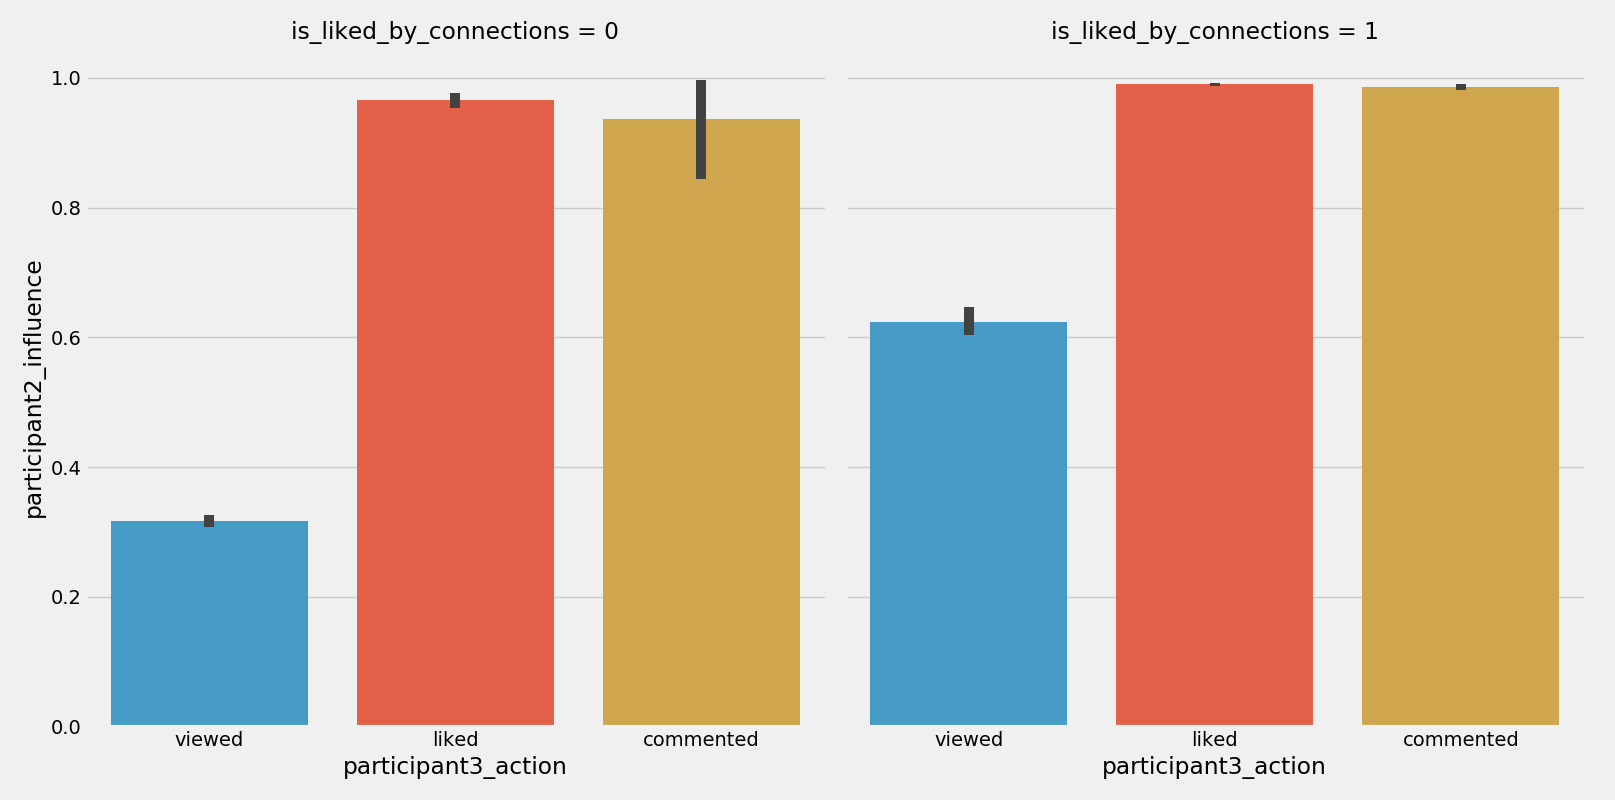 is_liked_by_connections = 0
is_liked_by_connections = 1
participant2_influence
1.0
0.8
0.6
0.4
0.2
0.0
viewed
liked
commented
viewed
liked
commented
participant3_action
participant3_action